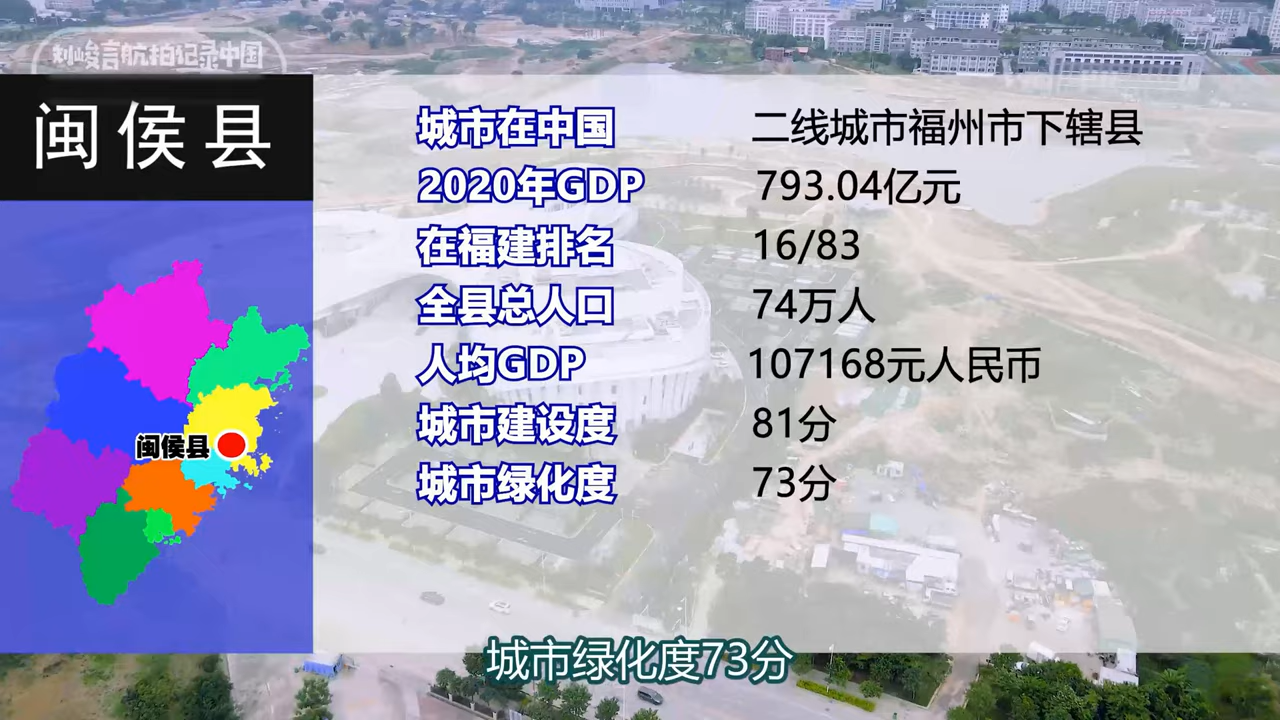 刘峻言航拍记录中国
闽侯县
城市在中国 二线城市福州市下辖县
2020年GDP 793.04亿元
在福建排名 16/83
全县总人口 74万人
人均GDP 107168元人民币
城市建设度 81分
城市绿化度 73分
闽侯县
城市绿化度73分